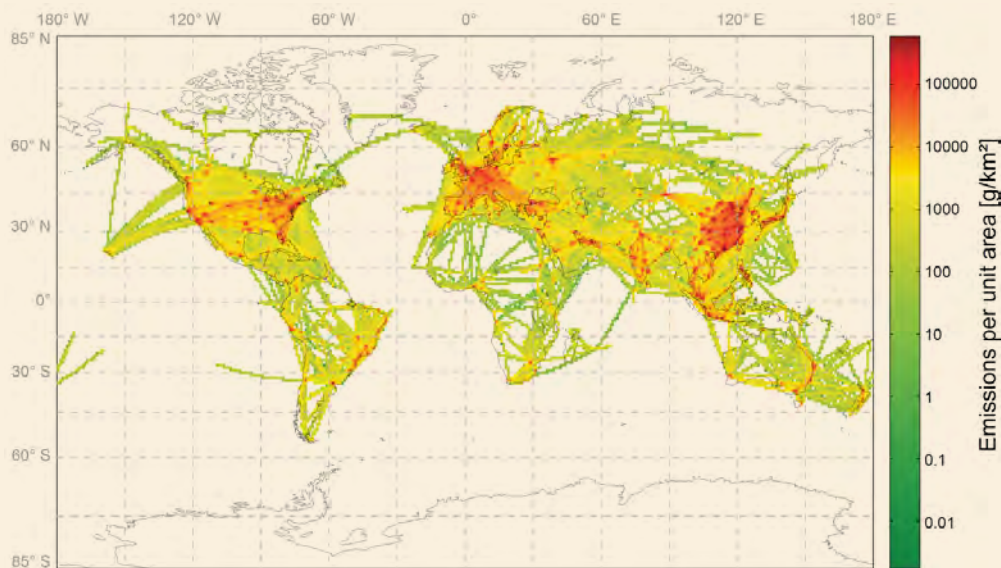 180° W
120° W
60° W
0°
60° E
120° E
180° E
85° N
60° N
30° N
0°
30° S
60° S
85° S
100000
10000
1000
100
10
1
0.1
0.01
Emissions per unit area [g/km²]